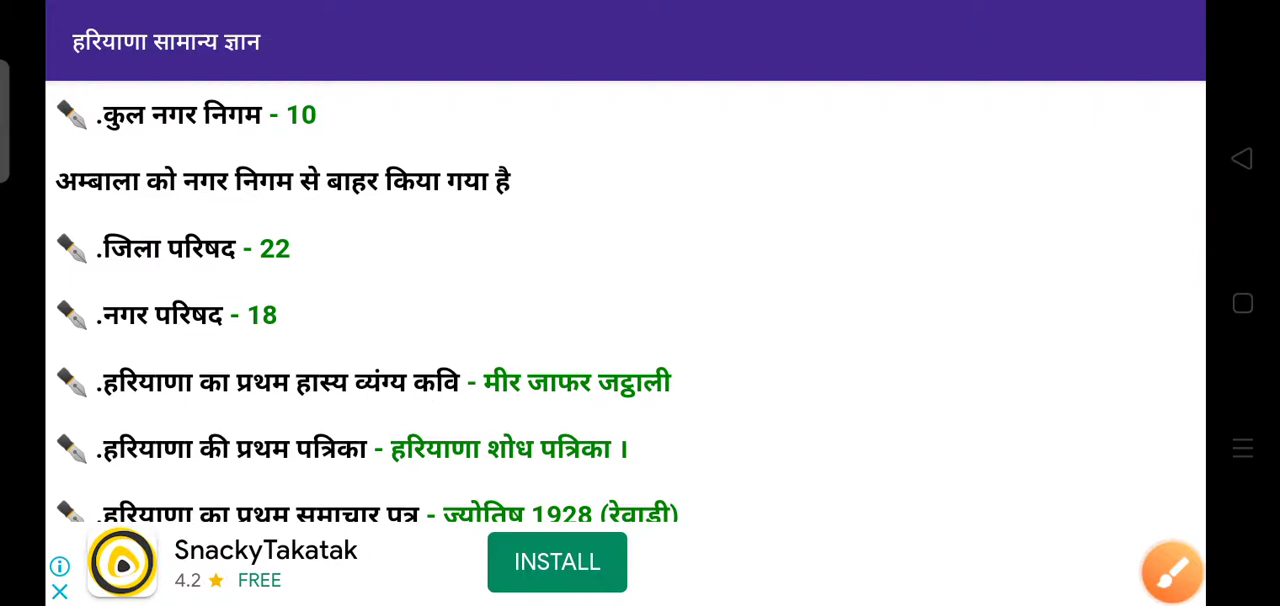 हरियाणा सामान्य ज्ञान
.कुल नगर निगम - 10
अम्बाला को नगर निगम से बाहर किया गया है
.जिला परिषद - 22
.नगर परिषद - 18
.हरियाणा का प्रथम हास्य व्यंग्य कवि - मीर जाफर जट्ठाली
.हरियाणा की प्रथम पत्रिका - हरियाणा शोध पत्रिका ।
.हरियाणा का प्रथम समाचार पत्र - ज्योतिष 1928 (रेवाडी)
SnackyTakatak
4.2 ★ FREE
INSTALL